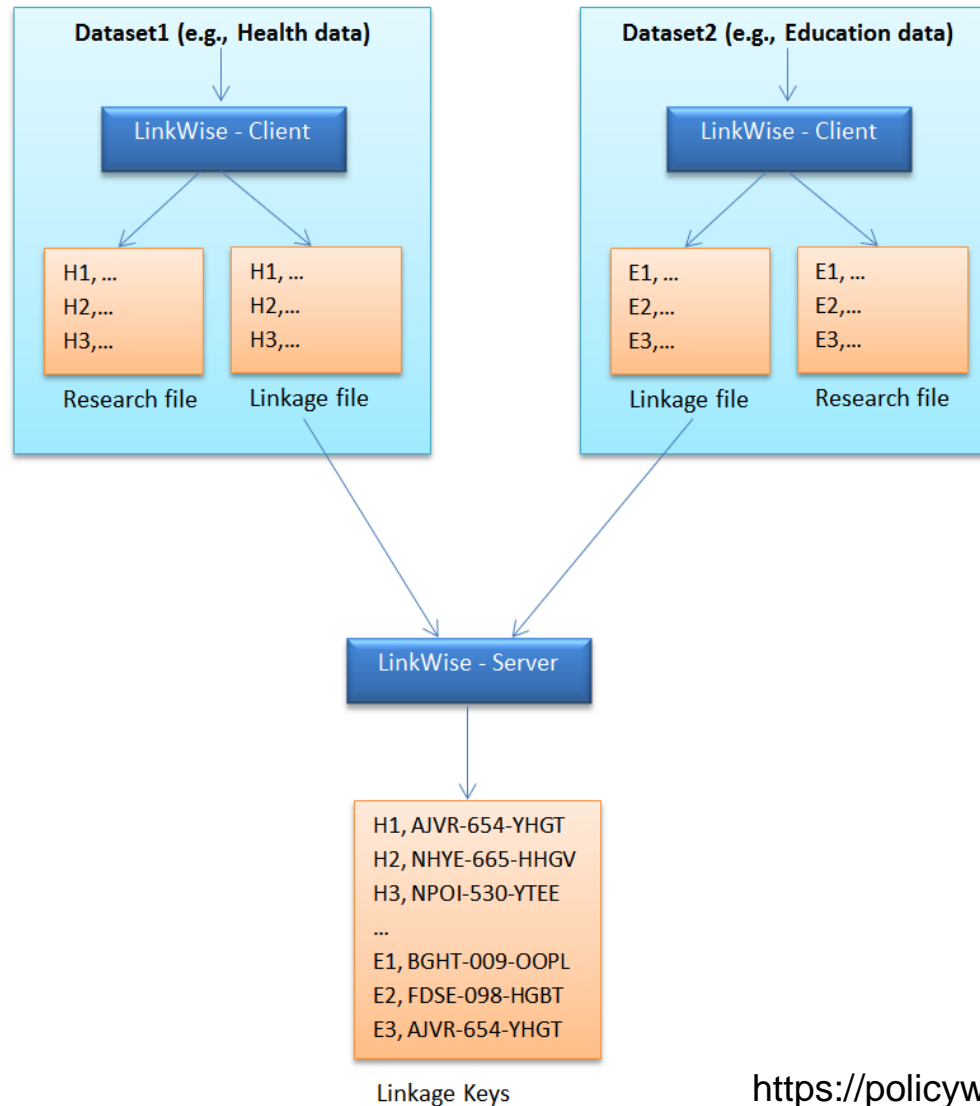 Dataset1 (e.g., Health data)
LinkWise - Client
H1, ...
H2,...
H3,...
Research file
H1, ...
H2,...
H3,...
Linkage file
Dataset2 (e.g., Education data)
LinkWise - Client
E1, ...
E2,...
E3,...
Linkage file
E1, ...
E2,...
E3,...
Research file
LinkWise - Server
H1, AJVR-654-YHGT
H2, NHYE-665-HHGV
H3, NPOI-530-YTEE
...
E1, BGHT-009-OOPL
E2, FDSE-098-HGBT
E3, AJVR-654-YHGT
Linkage Keys
https://policyw